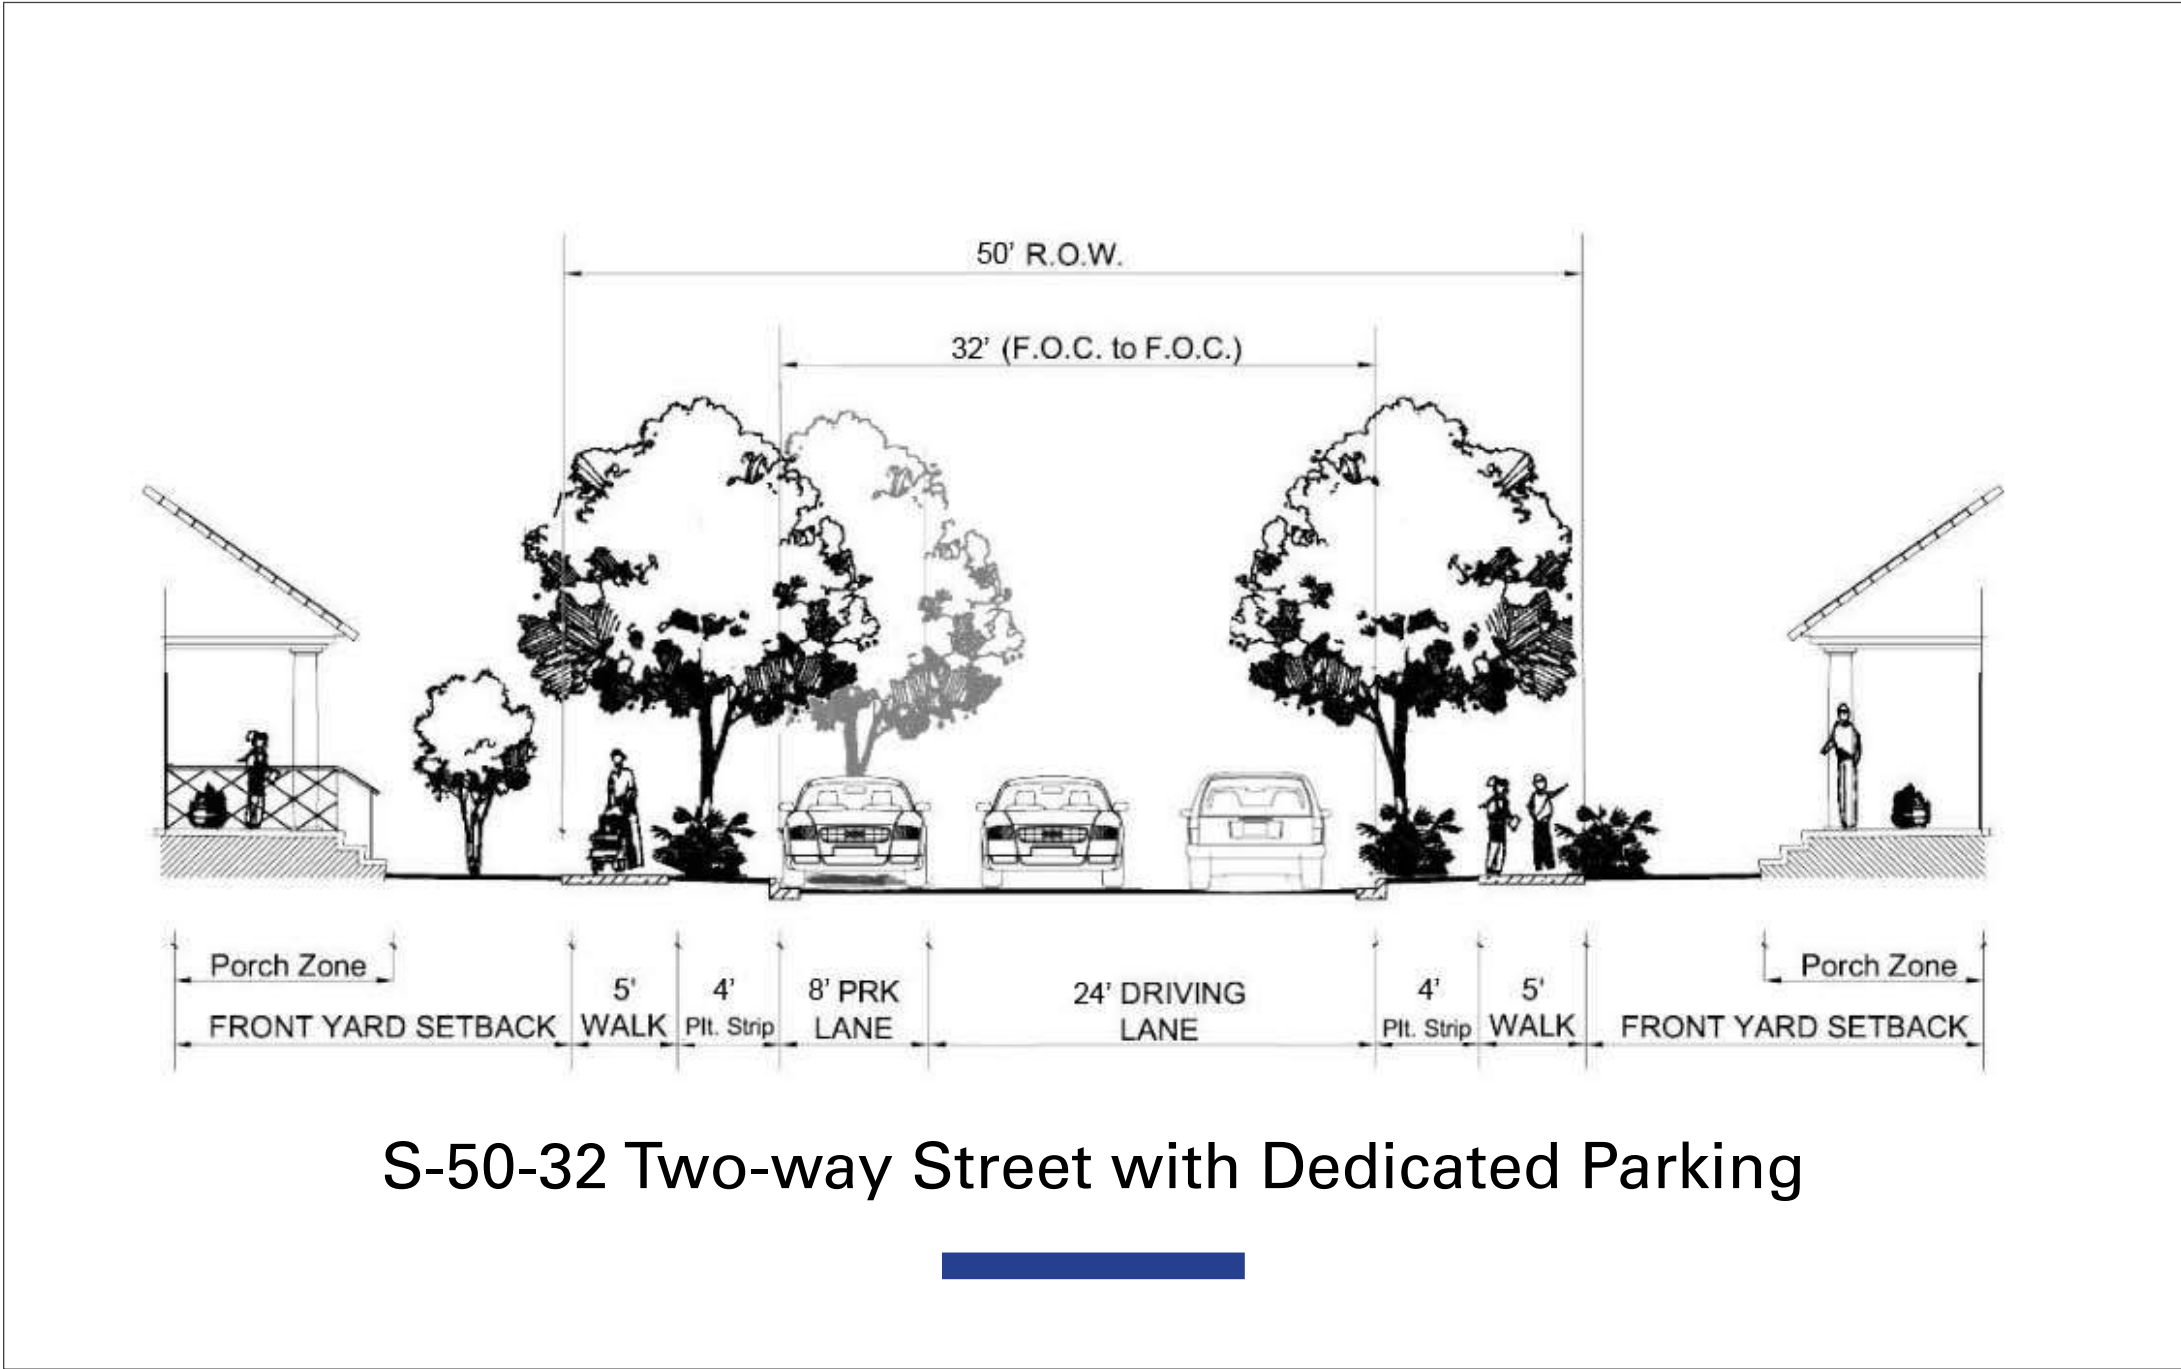 50' R.O.W.
32' (F.O.C. to F.O.C.)
Porch Zone
Porch Zone
5' 4' 8' PRK 24' DRIVING 4' 5'
FRONT YARD SETBACK WALK Plt. Strip LANE LANE Plt. Strip WALK FRONT YARD SETBACK
S-50-32 Two-way Street with Dedicated Parking